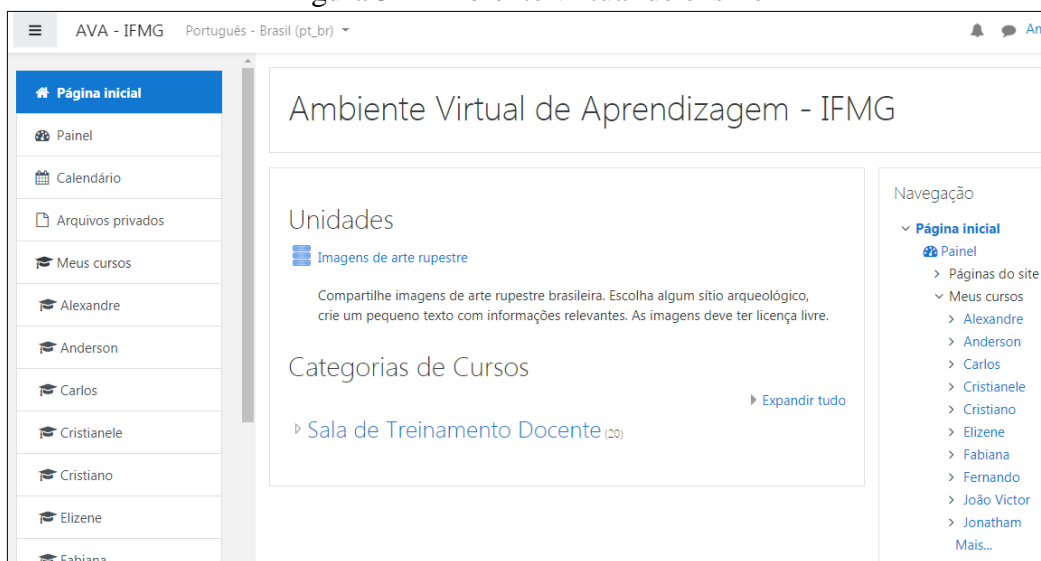 AVA - IFMG Português - Brasil (pt_br)
Página inicial
Painel
Calendário
Arquivos privados
Meus cursos
Alexandre
Anderson
Carlos
Cristianele
Cristiano
Elizene
Fabiana
Ambiente Virtual de Aprendizagem - IFMG
Unidades
Imagens de arte rupestre
Compartilhe imagens de arte rupestre brasileira. Escolha algum sítio arqueológico,
crie um pequeno texto com informações relevantes. As imagens deve ter licença livre.
Categorias de Cursos
Expandir tudo
Sala de Treinamento Docente (20)
Navegação
Página inicial
Painel
Páginas do site
Meus cursos
Alexandre
Anderson
Carlos
Cristianele
Cristiano
Elizene
Fabiana
Fernando
João Victor
Jonatham
Mais...